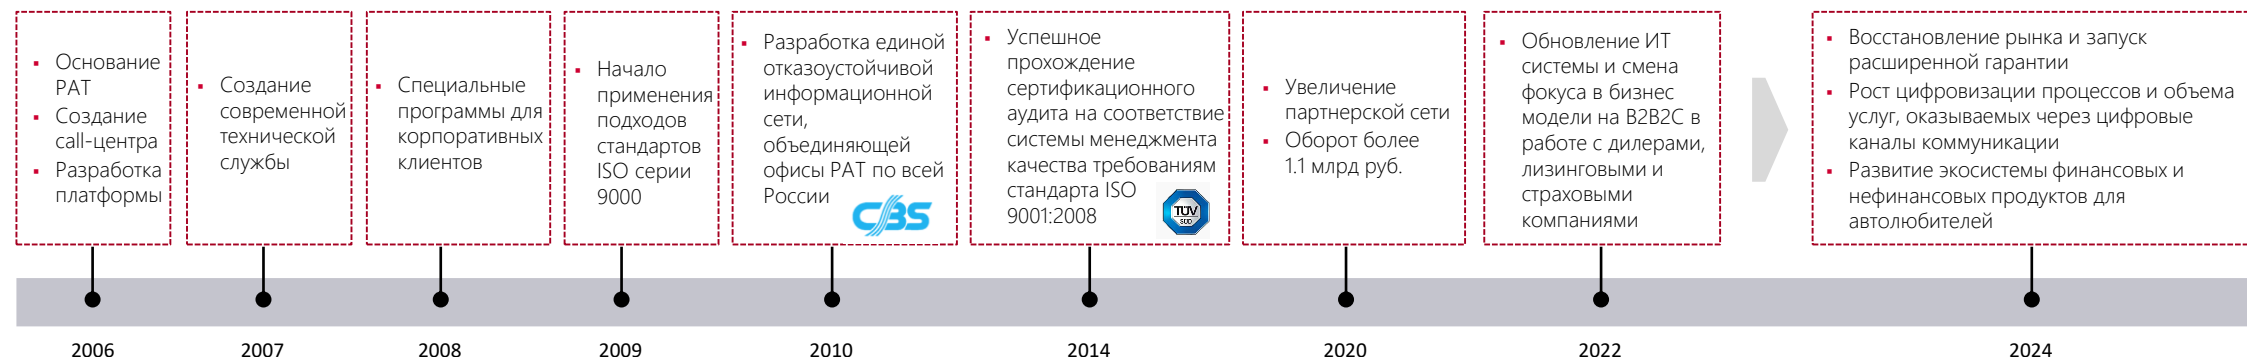 Основание
РАТ
Создание
call-центра
Разработка
платформы
Создание
современной
технической
службы
Специальные
программы для
корпоративных
клиентов
Начало
применения
подходов
стандартов
ISO серии
9000
Разработка единой
отказоустойчивой
информационной
сети,
объединяющей
офисы РАТ по всей
России
CBS
Успешное
прохождение
сертификационного
аудита на соответствие
системы менеджмента
качества требованиям
стандарта ISO
9001:2008
TÜV
SÜD
Увеличение
партнерской сети
Оборот более
1.1 млрд руб.
Обновление ИТ
системы и смена
фокуса в бизнес
модели на B2B2C в
работе с дилерами,
лизинговыми и
страховыми
компаниями
Восстановление рынка и запуск
расширенной гарантии
Рост цифровизации процессов и объема
услуг, оказываемых через цифровые
каналы коммуникации
Развитие экосистемы финансовых и
нефинансовых продуктов для
автолюбителей
2006
2007
2008
2009
2010
2014
2020
2022
2024